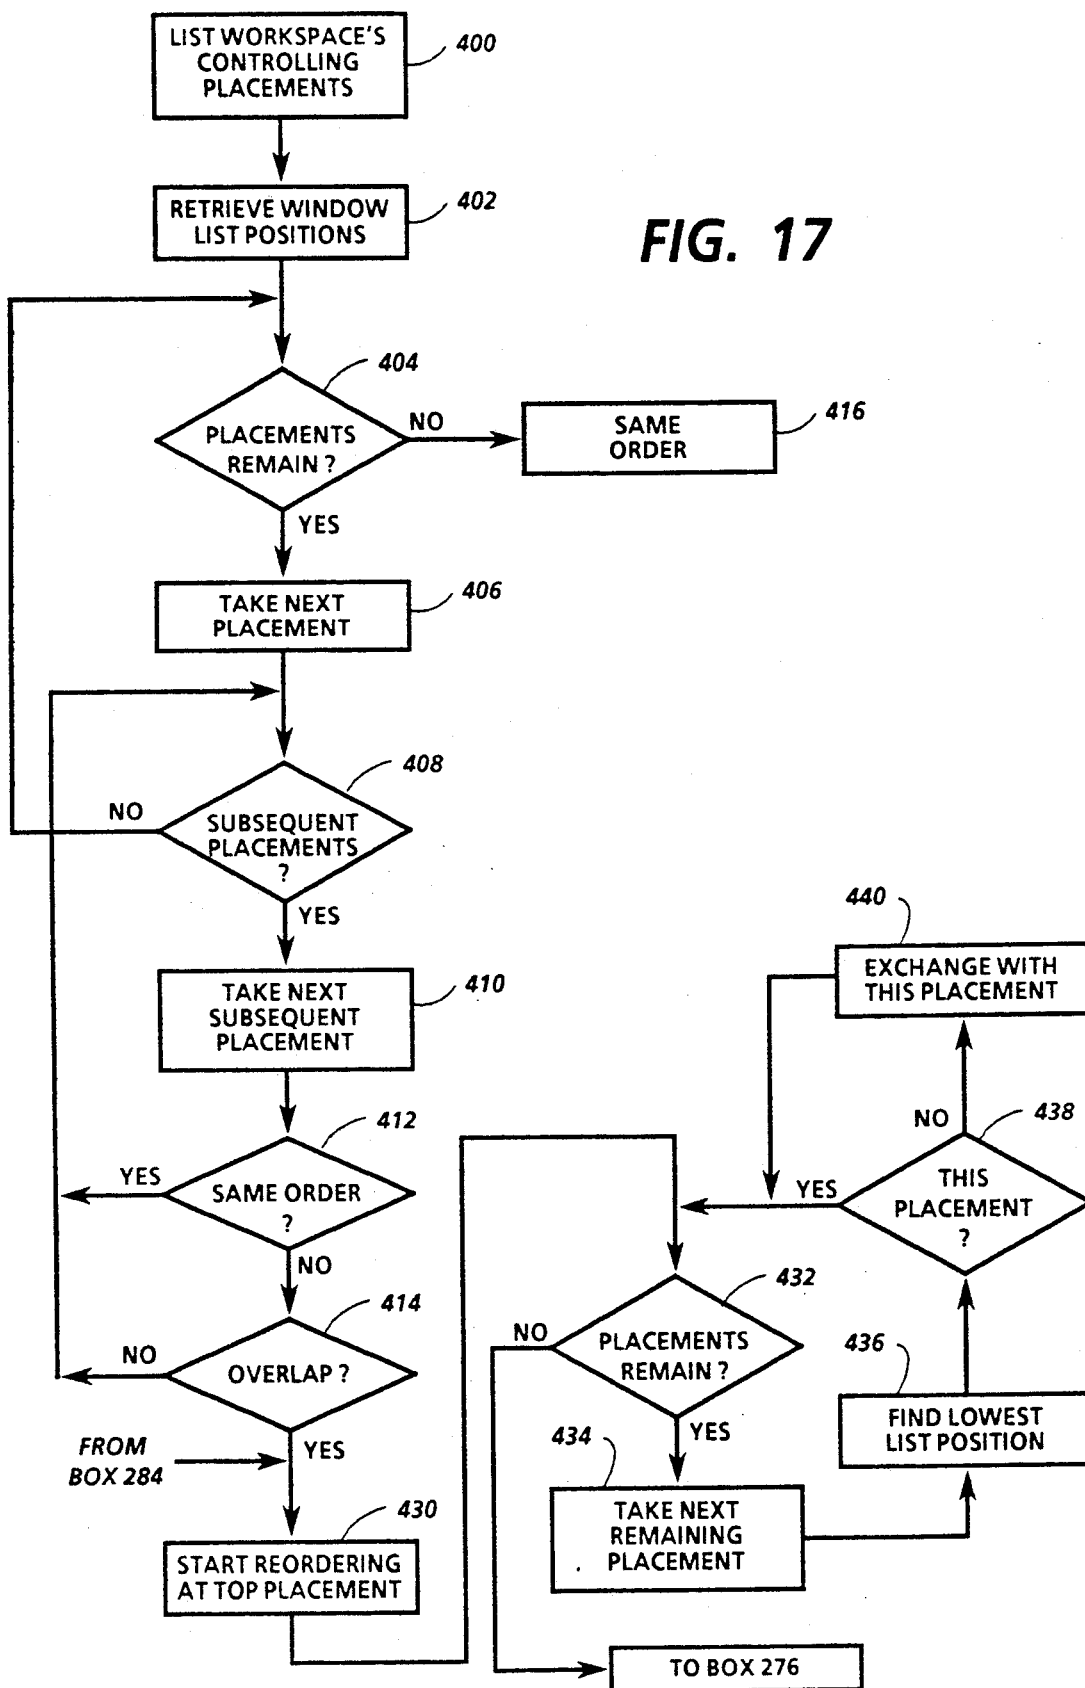 LIST WORKSPACE'S
CONTROLLING
PLACEMENTS
400
RETRIEVE WINDOW
LIST POSITIONS
402
FIG. 17
404
PLACEMENTS
REMAIN ?
NO
SAME
ORDER
416
YES
TAKE NEXT
PLACEMENT
406
408
NO
SUBSEQUENT
PLACEMENTS
?
YES
TAKE NEXT
SUBSEQUENT
PLACEMENT
410
412
YES
SAME ORDER
?
NO
414
NO
OVERLAP ?
YES
FROM
BOX 284
430
START REORDERING
AT TOP PLACEMENT
440
EXCHANGE WITH
THIS PLACEMENT
NO
438
YES
THIS
PLACEMENT
?
432
NO
PLACEMENTS
REMAIN ?
YES
436
FIND LOWEST
LIST POSITION
434
TAKE NEXT
REMAINING
PLACEMENT
TO BOX 276